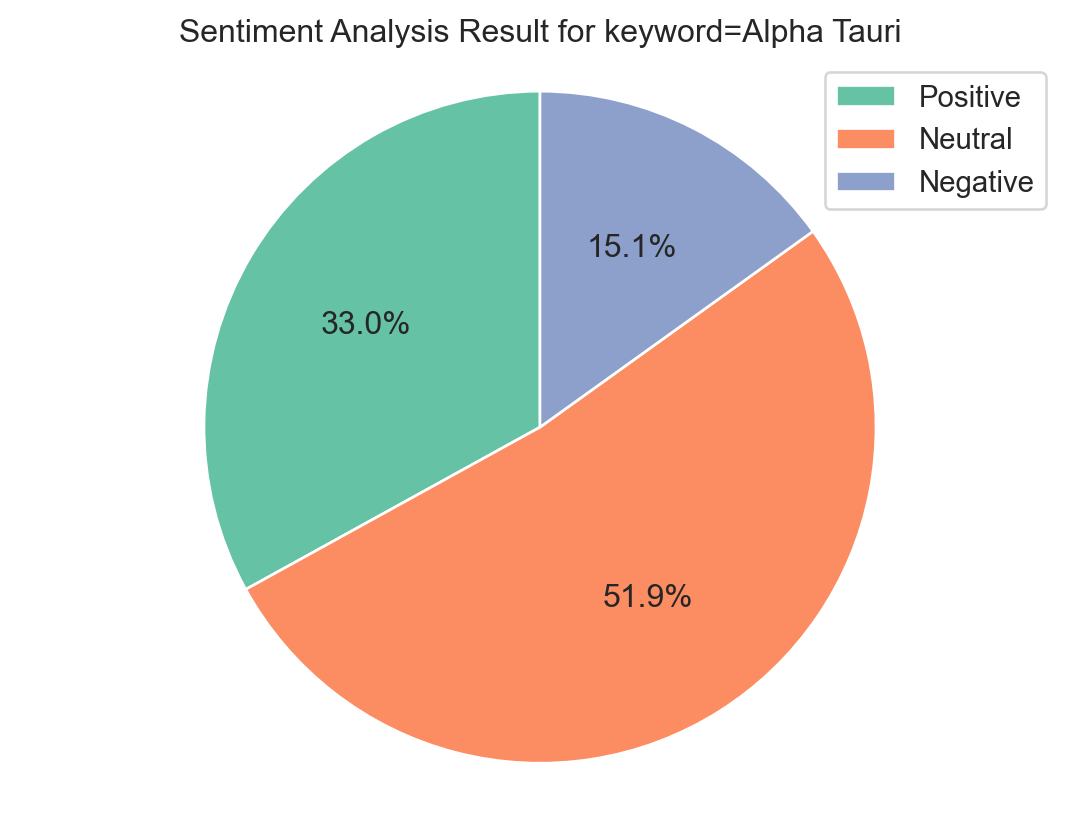 Sentiment Analysis Result for keyword=Alpha Tauri
Positive
Neutral
Negative
15.1%
33.0%
51.9%